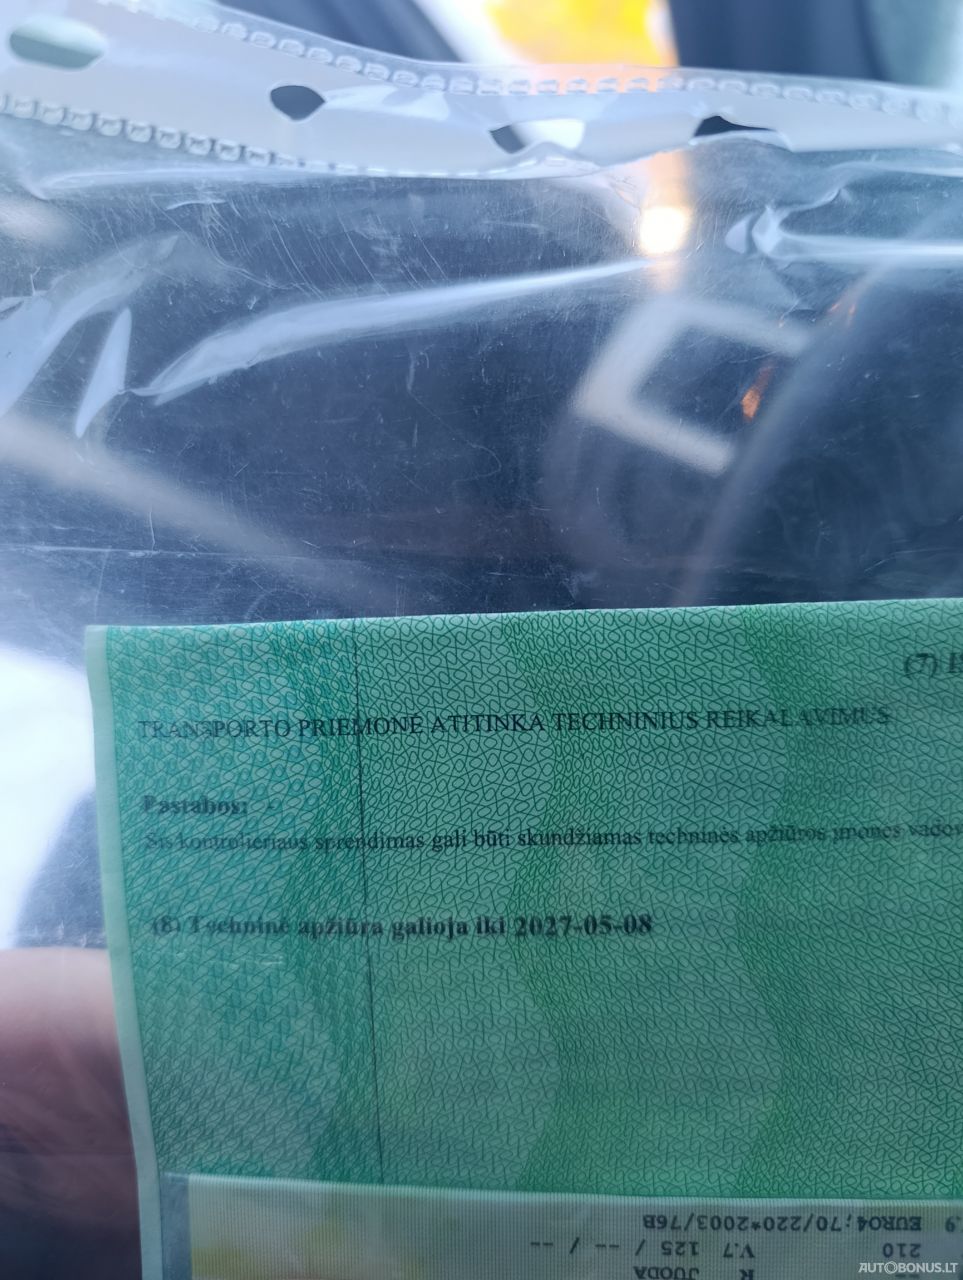 (7)
TRANSPORTO PRIEMONĖ ATITINKA TECHNINIUS REIKALAVIMUS
Pastabos: -
Šis kontrolieriaus sprendimas gali būti skundžiamas techninės apžiūros įmonės
(8) Techninė apžiūra galioja iki 2027-05-08
.9 EURO4;70/220*2003/76B
210 V.7 125 / -- / --
R JUODA
AUTOBONUS.LT